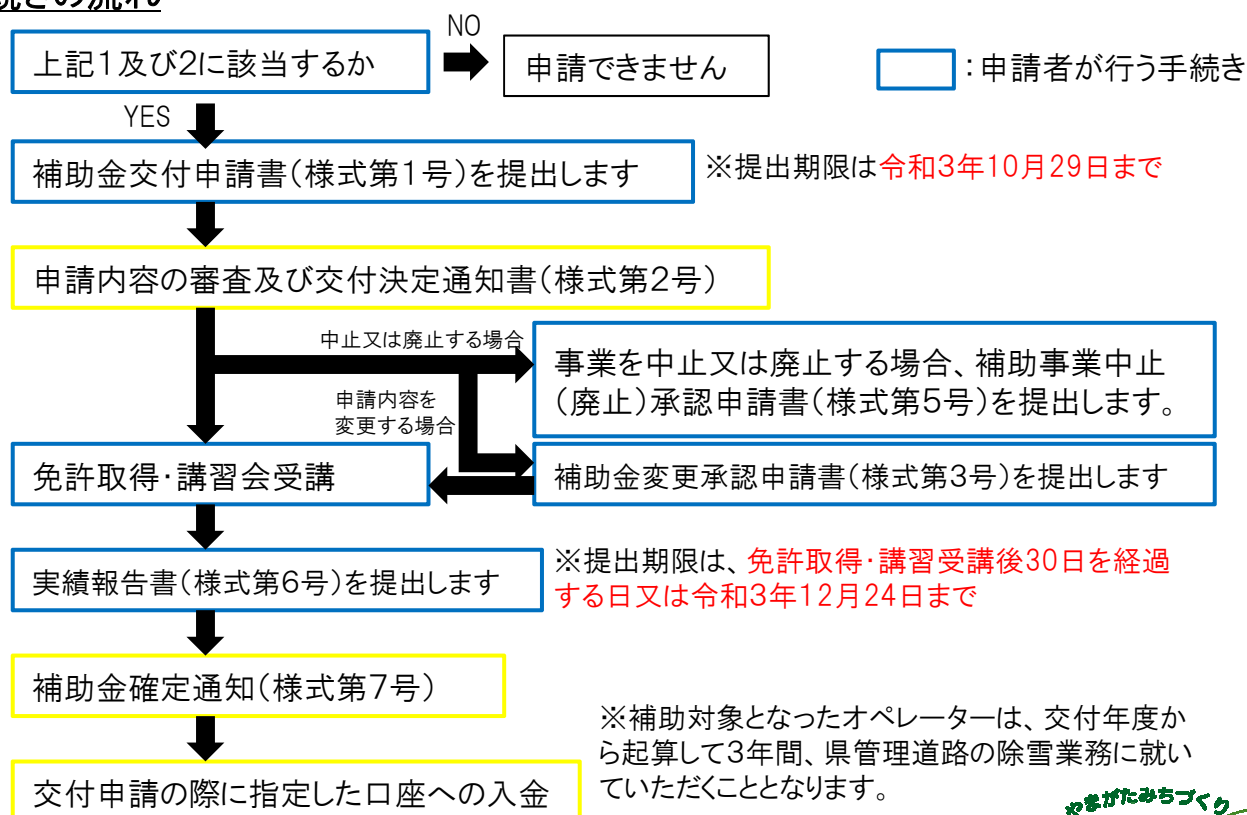 続きの流れ
NO
上記1及び2に該当するか
申請できません
:申請者が行う手続き
YES
補助金交付申請書(様式第1号)を提出します
※提出期限は令和3年10月29日まで
申請内容の審査及び交付決定通知書(様式第2号)
中止又は廃止する場合
事業を中止又は廃止する場合、補助事業中止
(廃止)承認申請書(様式第5号)を提出します。
申請内容を
変更する場合
免許取得・講習会受講
補助金変更承認申請書(様式第3号)を提出します
実績報告書(様式第6号)を提出します
※提出期限は、免許取得・講習受講後30日を経過
する日又は令和3年12月24日まで
補助金確定通知(様式第7号)
※補助対象となったオペレーターは、交付年度か
ら起算して3年間、県管理道路の除雪業務に就い
ていただくこととなります。
交付申請の際に指定した口座への入金
やまがたみちづくり